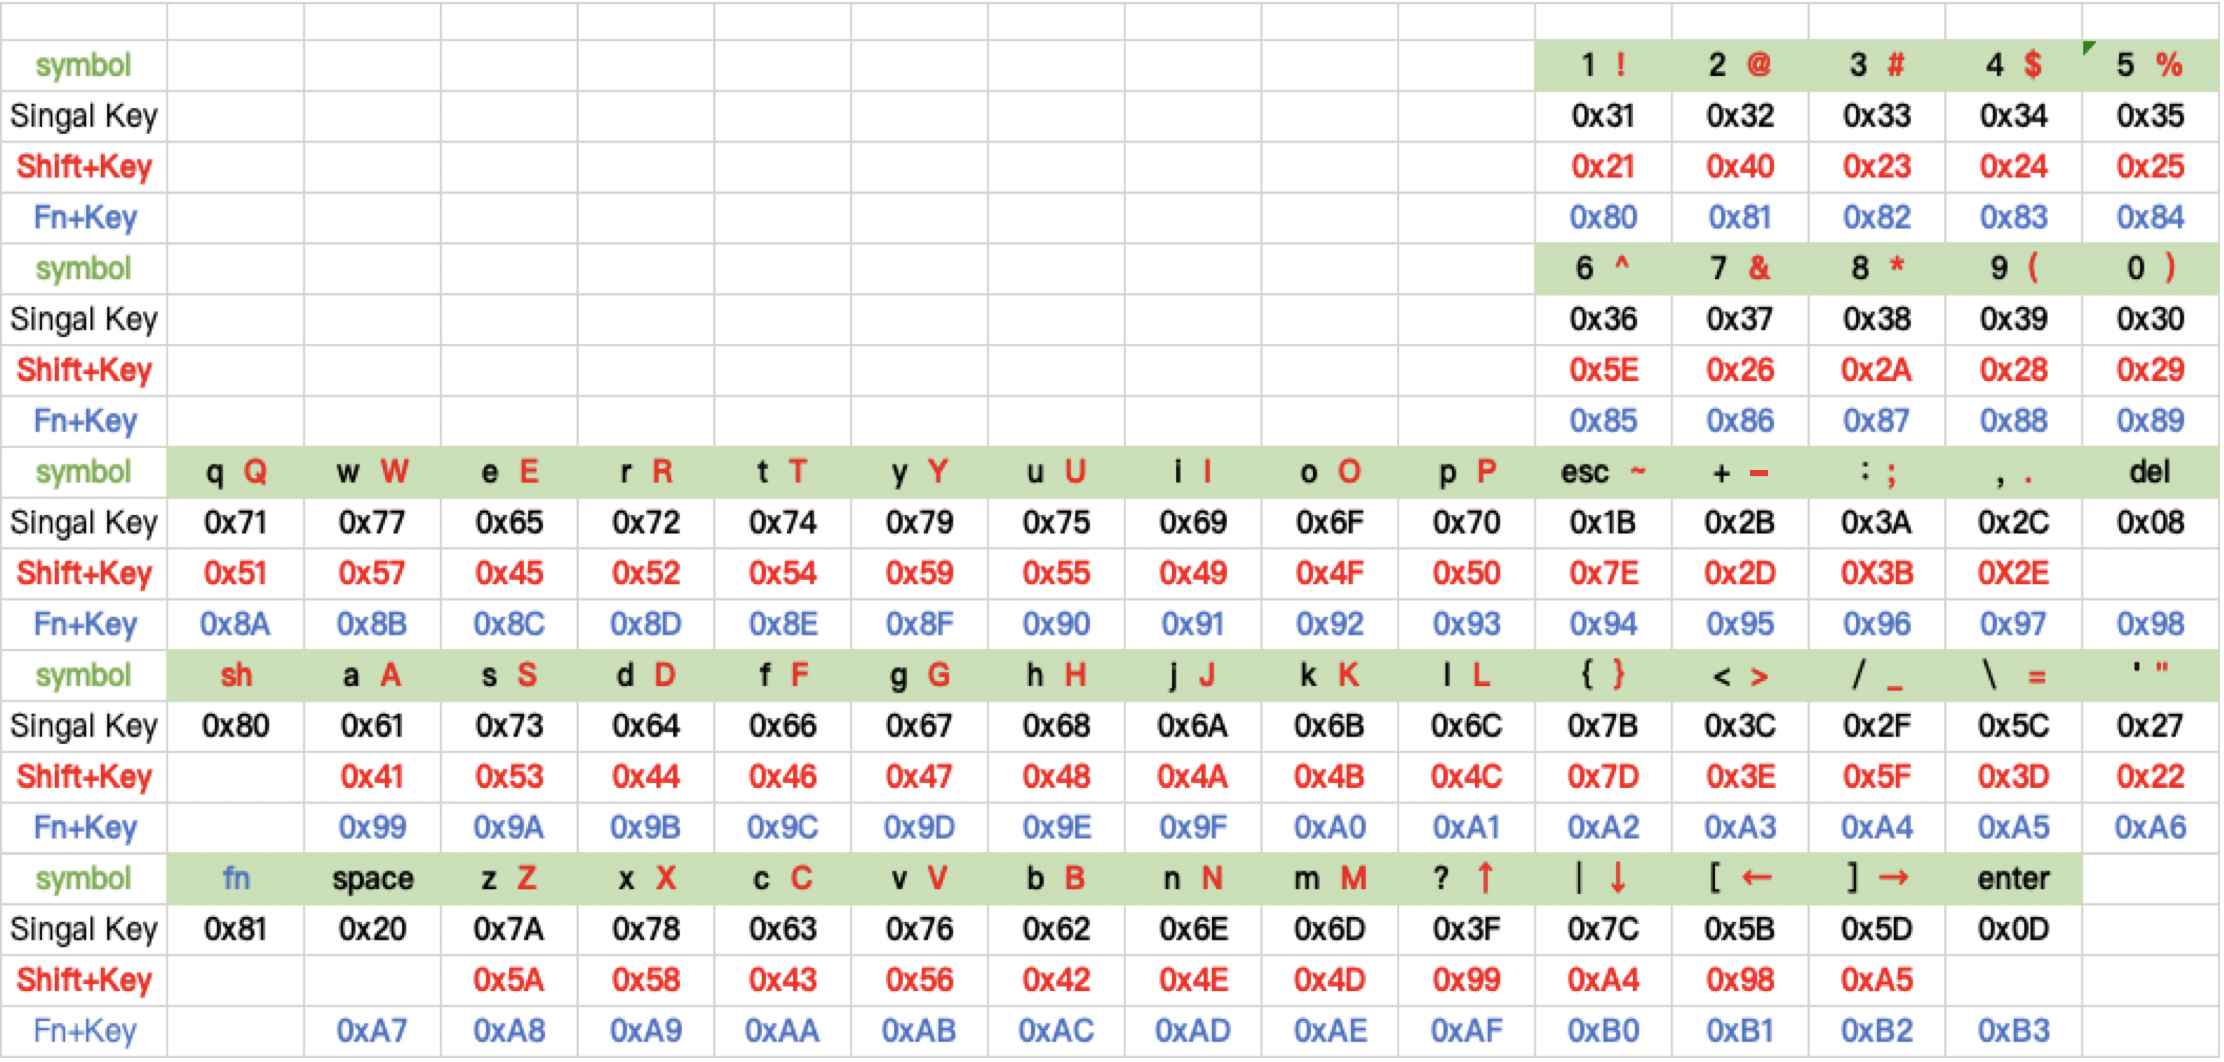 symbol 1 ! 2 @ 3 # 4 $ 5 %
Singal Key 0x31 0x32 0x33 0x34 0x35
Shift+Key 0x21 0x40 0x23 0x24 0x25
Fn+Key 0x80 0x81 0x82 0x83 0x84
symbol 6 ^ 7 & 8 * 9 ( 0 )
Singal Key 0x36 0x37 0x38 0x39 0x30
Shift+Key 0x5E 0x26 0x2A 0x28 0x29
Fn+Key 0x85 0x86 0x87 0x88 0x89
symbol q Q w W e E r R t T y Y u U i I o O p P esc ~ + - : ; , . del
Singal Key 0x71 0x77 0x65 0x72 0x74 0x79 0x75 0x69 0x6F 0x70 0x1B 0x2B 0x3A 0x2C 0x08
Shift+Key 0x51 0x57 0x45 0x52 0x54 0x59 0x55 0x49 0x4F 0x50 0x7E 0x2D 0X3B 0X2E
Fn+Key 0x8A 0x8B 0x8C 0x8D 0x8E 0x8F 0x90 0x91 0x92 0x93 0x94 0x95 0x96 0x97 0x98
symbol sh a A s S d D f F g G h H j J k K l L { } < > / _ \ = ' "
Singal Key 0x80 0x61 0x73 0x64 0x66 0x67 0x68 0x6A 0x6B 0x6C 0x7B 0x3C 0x2F 0x5C 0x27
Shift+Key 0x41 0x53 0x44 0x46 0x47 0x48 0x4A 0x4B 0x4C 0x7D 0x3E 0x5F 0x3D 0x22
Fn+Key 0x99 0x9A 0x9B 0x9C 0x9D 0x9E 0x9F 0xA0 0xA1 0xA2 0xA3 0xA4 0xA5 0xA6
symbol fn space z Z x X c C v V b B n N m M ? ↑ | ↓ [ ← ] → enter
Singal Key 0x81 0x20 0x7A 0x78 0x63 0x76 0x62 0x6E 0x6D 0x3F 0x7C 0x5B 0x5D 0x0D
Shift+Key 0x5A 0x58 0x43 0x56 0x42 0x4E 0x4D 0x99 0xA4 0x98 0xA5
Fn+Key 0xA7 0xA8 0xA9 0xAA 0xAB 0xAC 0xAD 0xAE 0xAF 0xB0 0xB1 0xB2 0xB3